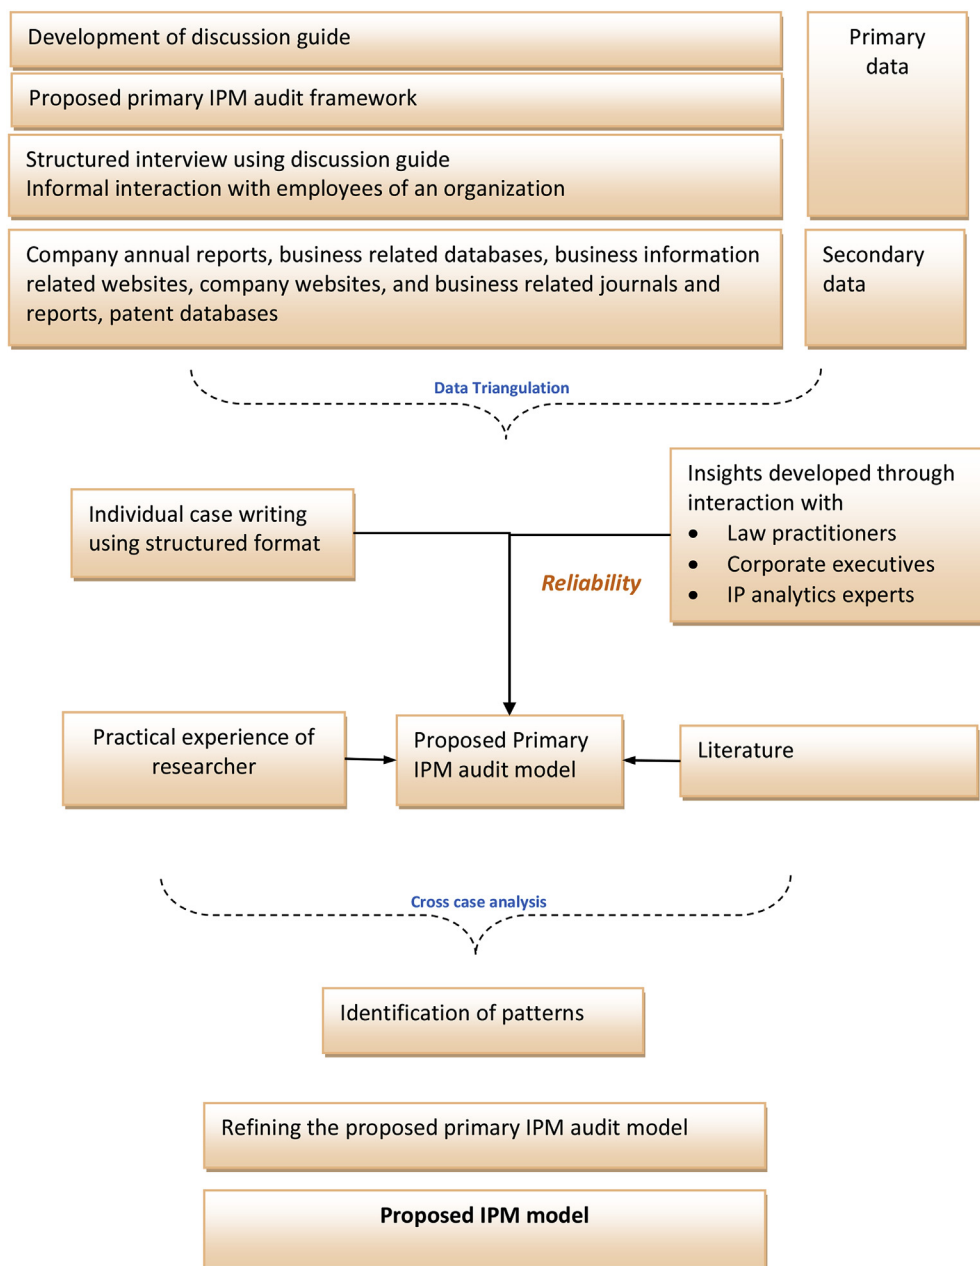 Development of discussion guide
Primary
data
Proposed primary IPM audit framework
Structured interview using discussion guide
Informal interaction with employees of an organization
Company annual reports, business related databases, business information
related websites, company websites, and business related journals and
reports, patent databases
Secondary
data
Data Triangulation
Individual case writing
using structured format
Insights developed through
interaction with
• Law practitioners
• Corporate executives
• IP analytics experts
Reliability
Practical experience of
researcher
Proposed Primary
IPM audit model
Literature
Cross case analysis
Identification of patterns
Refining the proposed primary IPM audit model
Proposed IPM model